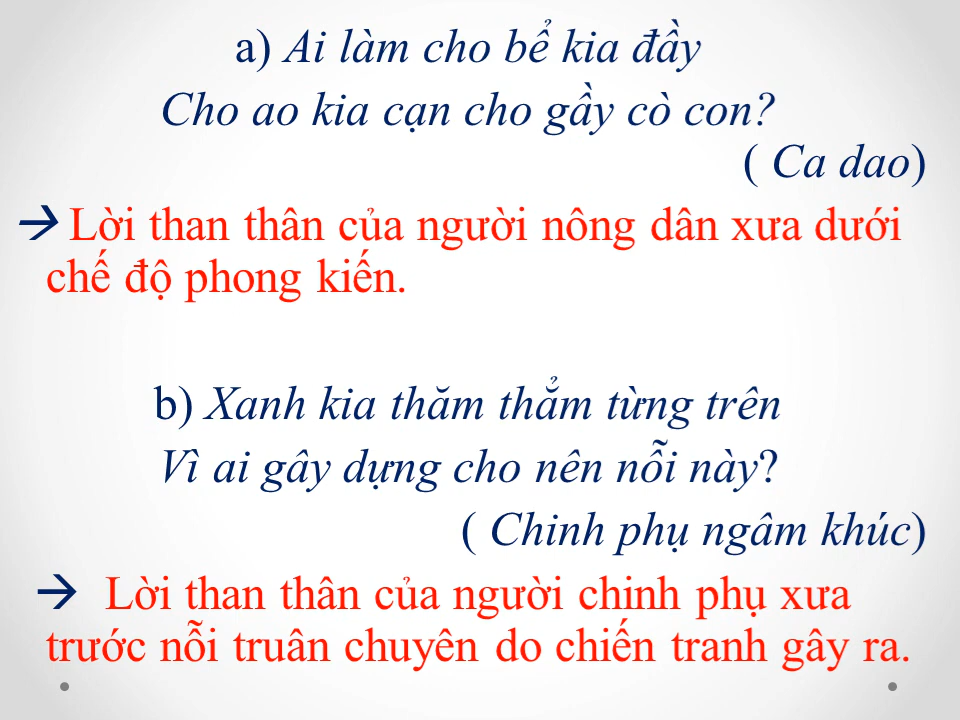 a) Ai làm cho bể kia đầy
Cho ao kia cạn cho gầy cò con?
( Ca dao)
→ Lời than thân của người nông dân xưa dưới
chế độ phong kiến.
b) Xanh kia thăm thẳm từng trên
Vì ai gây dựng cho nên nỗi này?
( Chinh phụ ngâm khúc)
→ Lời than thân của người chinh phụ xưa
trước nỗi truân chuyên do chiến tranh gây ra.